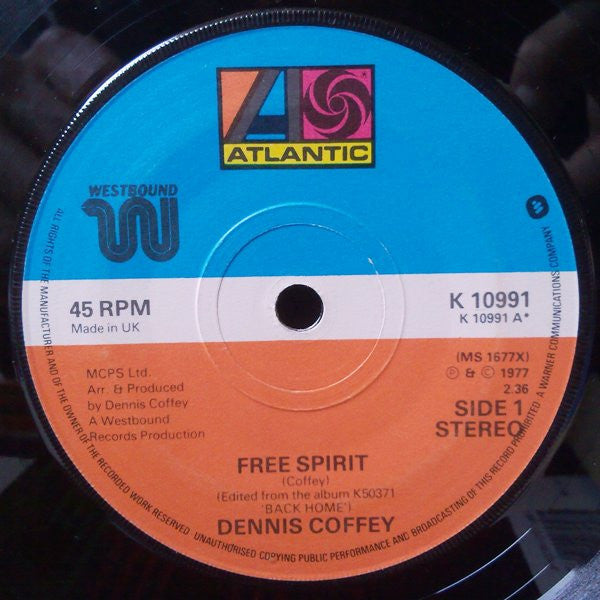 ATLANTIC
WESTBOUND
45 RPM
Made in UK
K 10991
K 10991 A*
(MS 1677X)
Ⓟ & © 1977
2.36
SIDE 1
STEREO
MCPS Ltd.
Arr. & Produced
by Dennis Coffey
A Westbound
Records Production
FREE SPIRIT
(Coffey)
(Edited from the album K50371
'BACK HOME')
DENNIS COFFEY
ALL RIGHTS OF THE MANUFACTURER AND OF THE OWNER OF THE RECORDED WORK RESERVED UNAUTHORISED COPYING PUBLIC PERFORMANCE AND BROADCASTING OF THIS RECORD PROHIBITED A WARNER COMMUNICATIONS COMPANY